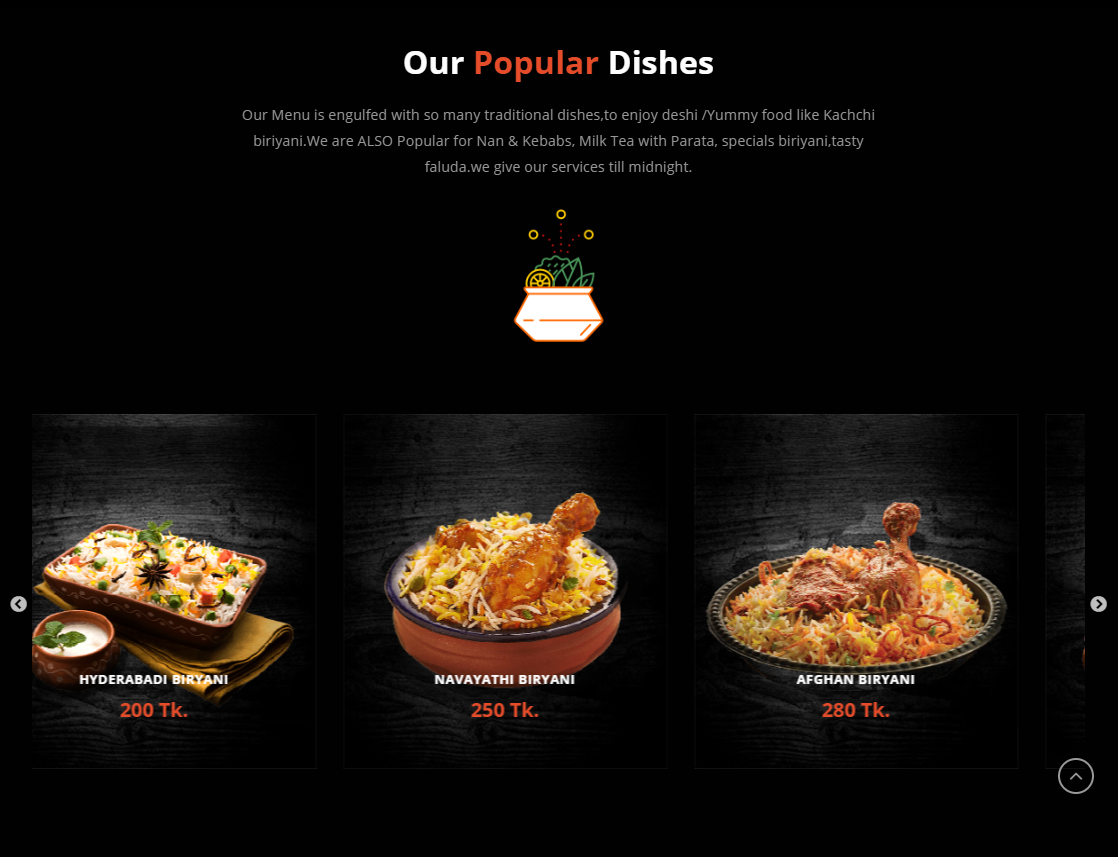 Our Popular Dishes
Our Menu is engulfed with so many traditional dishes,to enjoy deshi /Yummy food like Kachchi
biriyani.We are ALSO Popular for Nan & Kebabs, Milk Tea with Parata, specials biriyani,tasty
faluda.we give our services till midnight.
HYDERABADI BIRYANI
200 Tk.
NAVAYATHI BIRYANI
250 Tk.
AFGHAN BIRYANI
280 Tk.